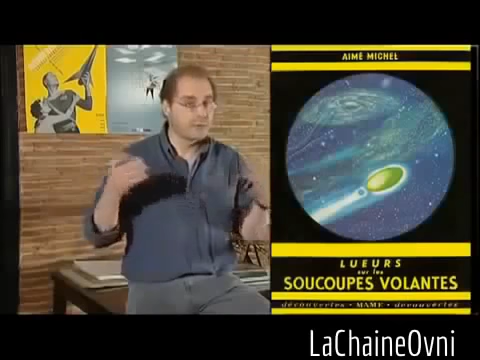 AIMÉ MICHEL
LUEURS
sur les
SOUCOUPES VOLANTES
découvertes · MAME · découvertes
LaChaineOvni